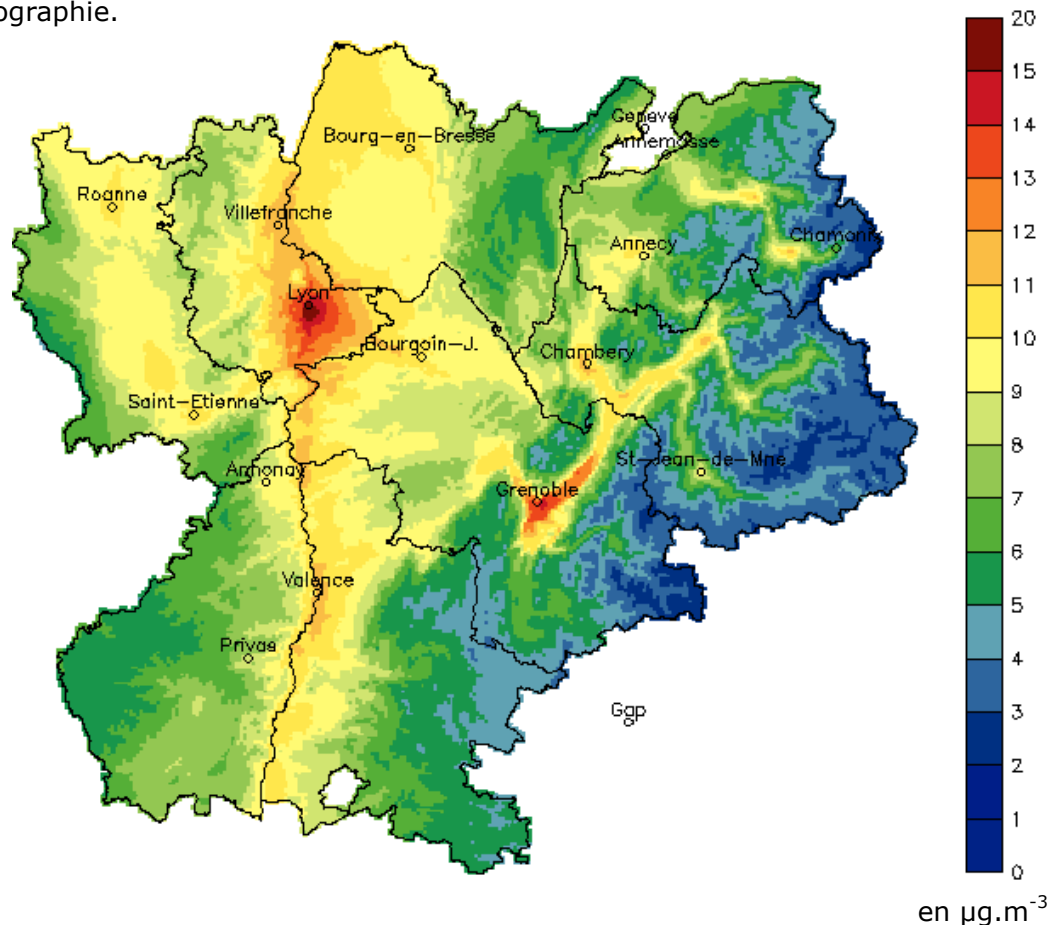 ographie.
20
Genève
Annemasse
15
Bourg-en-Bresse
14
Roanne
13
Villefranche
12
Annecy
Chamonix
11
Lyon
Bourgoin-J.
10
Chambery
9
Saint-Etienne
8
Annonay
St-Jean-de-Mne
Grenoble
7
6
Valence
5
Privas
4
Gap
3
2
1
0
en µg.m-3